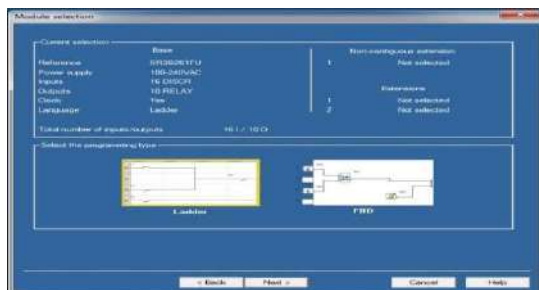 Module selection
Current selection
Base
Reference SR3B261FU
Power supply 100-240VAC
Inputs 16 DISCR
Outputs 10 RELAY
Clock Yes
Language Ladder
Total number of inputs/outputs 16 I / 10 O
Non-contiguous extension
1 Not selected
Extensions
1 Not selected
2 Not selected
Select the programming type
Ladder
FBD
< Back
Next >
Cancel
Help